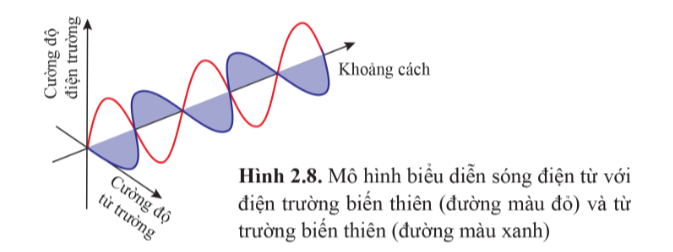 Cường độ
điện trường
Khoảng cách
Cường độ
từ trường
Hình 2.8. Mô hình biểu diễn sóng điện từ với
điện trường biến thiên (đường màu đỏ) và từ
trường biến thiên (đường màu xanh)